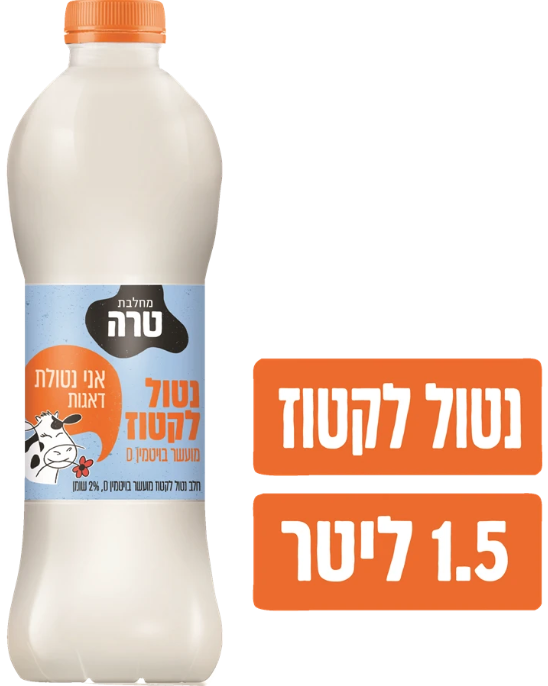 מחלבת
טרה
אני נטולת
דאגות
נטול
לקטוז
מועשר בויטמין D
חלב נטול לקטוז מועשר בויטמין D, 2% שומן
נטול לקטוז
1.5 ליטר